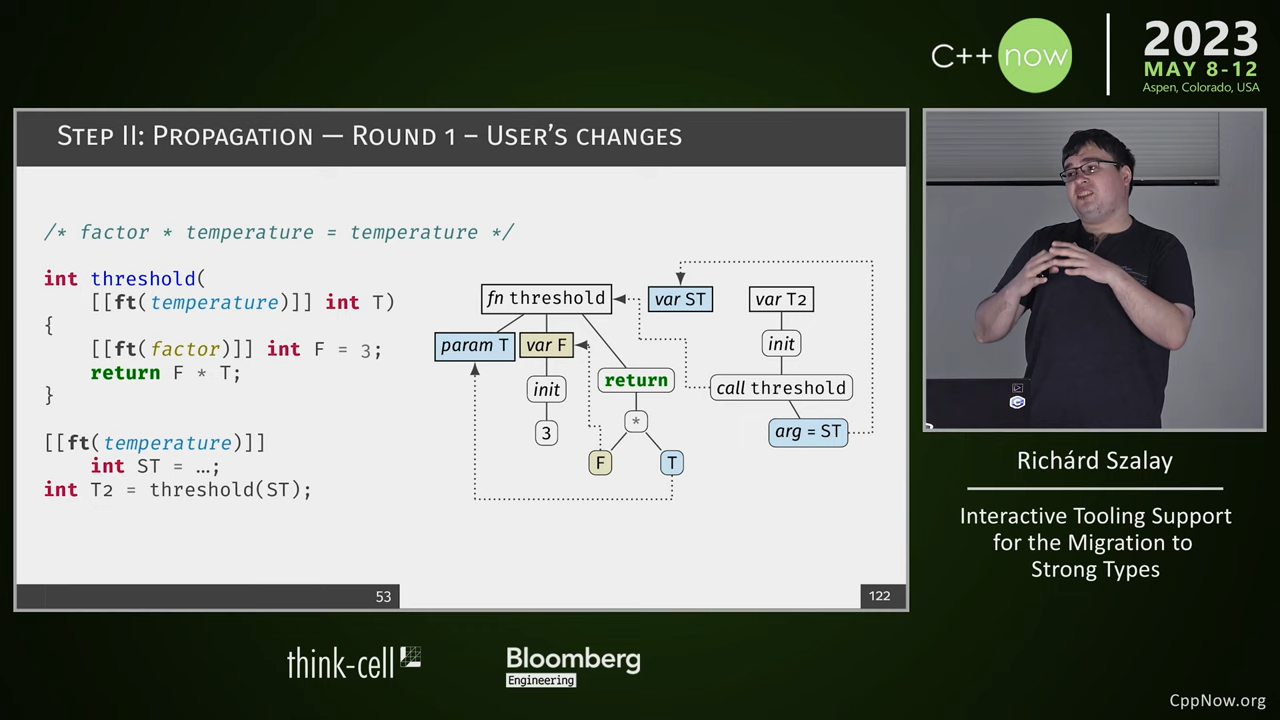 C++ now
2023
MAY 8-12
Aspen, Colorado, USA
STEP II: PROPAGATION — ROUND 1 – USER'S CHANGES
/* factor * temperature = temperature */
int threshold(
[[ft(temperature)]] int T)
{
[[ft(factor)]] int F = 3;
return F * T;
}
[[ft(temperature)]]
int ST = …;
int T2 = threshold(ST);
fn threshold
var ST
var T2
param T
var F
init
init
return
call threshold
3
*
arg = ST
F
T
53
122
Richárd Szalay
Interactive Tooling Support
for the Migration to
Strong Types
think-cell
Bloomberg
Engineering
CppNow.org